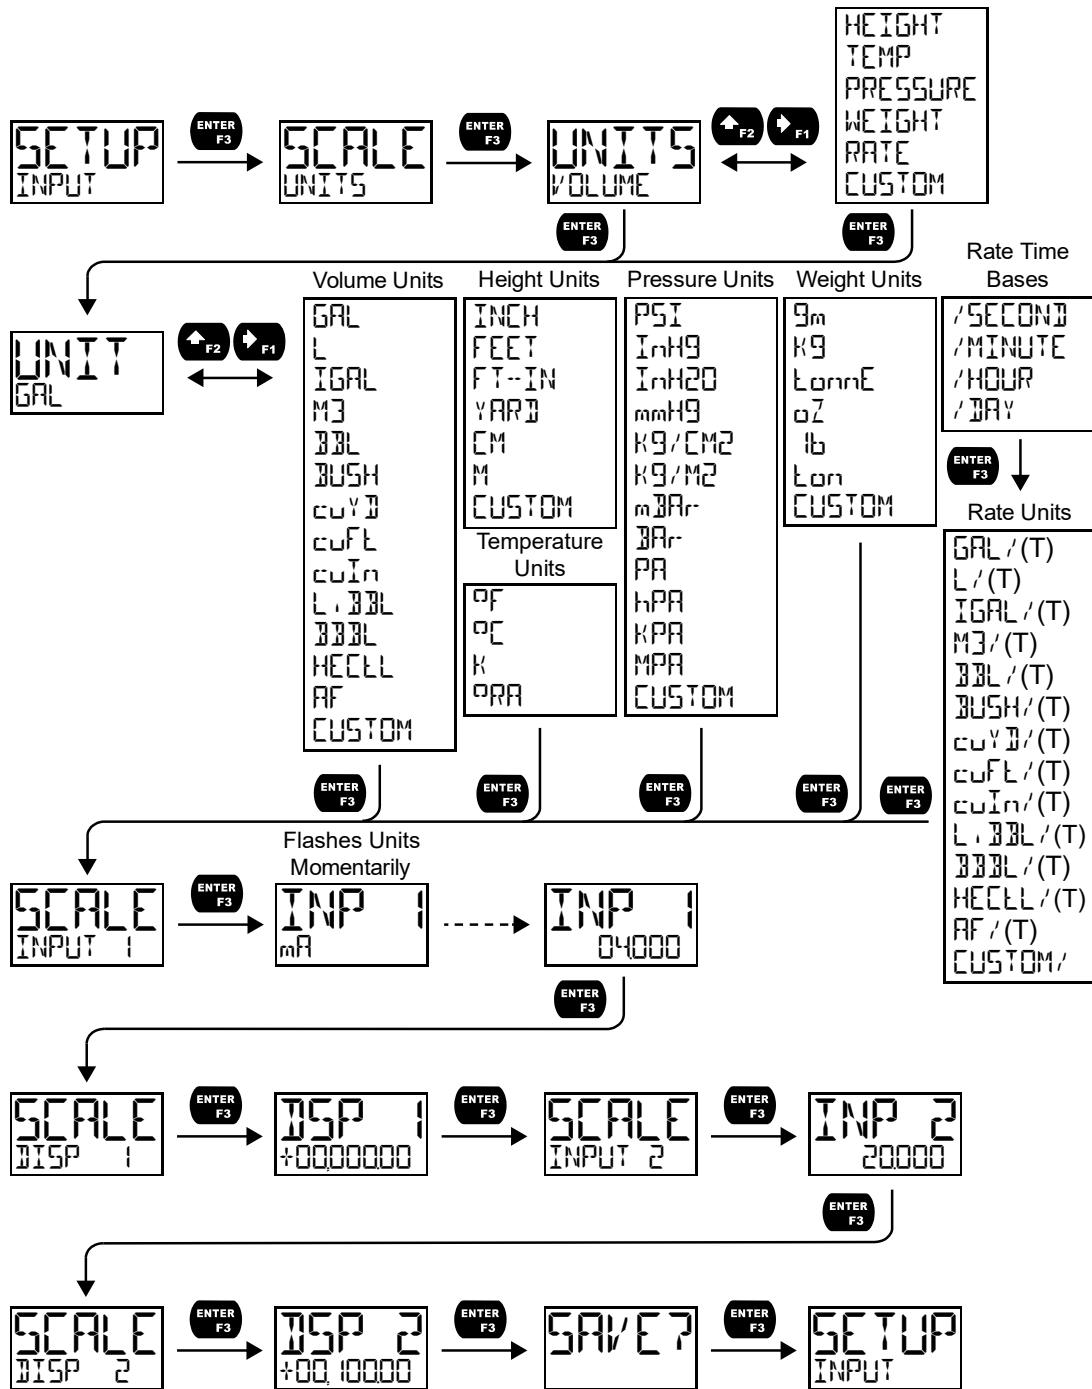 HEIGHT
TEMP
PRESSURE
WEIGHT
RATE
CUSTOM
SETUP
INPUT
ENTER
F3
SCALE
UNITS
ENTER
F3
UNITS
VOLUME
F2
F1
ENTER
F3
ENTER
F3
UNIT
GAL
F2
F1
Volume Units
GAL
L
IGAL
M3
BBL
BUSH
cuYD
cuFt
cuIn
Li BBL
BBBL
HECtL
AF
CUSTOM
Height Units
INCH
FEET
FT-IN
YARD
CM
M
CUSTOM
Temperature
Units
°F
°C
K
°RA
Pressure Units
PSI
InHg
InH2O
mmHg
Kg/CM2
Kg/M2
mBAr
BAr
PA
hPA
KPA
MPA
CUSTOM
Weight Units
gm
Kg
tonnE
oZ
lb
ton
CUSTOM
Rate Time
Bases
/SECOND
/MINUTE
/HOUR
/DAY
ENTER
F3
Rate Units
GAL/(T)
L/(T)
IGAL/(T)
M3/(T)
BBL/(T)
BUSH/(T)
cuYD/(T)
cuFt/(T)
cuIn/(T)
Li BBL/(T)
BBBL/(T)
HECtL/(T)
AF/(T)
CUSTOM/
ENTER
F3
ENTER
F3
ENTER
F3
ENTER
F3
ENTER
F3
SCALE
INPUT 1
ENTER
F3
Flashes Units
Momentarily
INP 1
mA
INP 1
04.000
ENTER
F3
SCALE
DISP 1
ENTER
F3
DSP 1
+00,000.00
ENTER
F3
SCALE
INPUT 2
ENTER
F3
INP 2
20.000
ENTER
F3
SCALE
DISP 2
ENTER
F3
DSP 2
+00,100.00
ENTER
F3
SAVE?
ENTER
F3
SETUP
INPUT